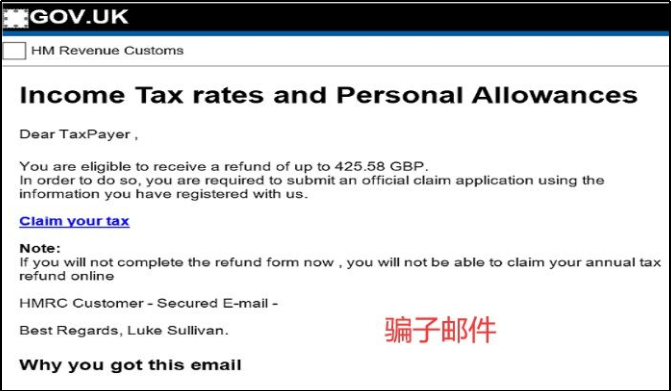 GOV.UK
HM Revenue Customs
Income Tax rates and Personal Allowances
Dear TaxPayer ,
You are eligible to receive a refund of up to 425.58 GBP.
In order to do so, you are required to submit an official claim application using the
information you have registered with us.
Claim your tax
Note:
If you will not complete the refund form now , you will not be able to claim your annual tax
refund online
HMRC Customer - Secured E-mail -
Best Regards, Luke Sullivan.
骗子邮件
Why you got this email